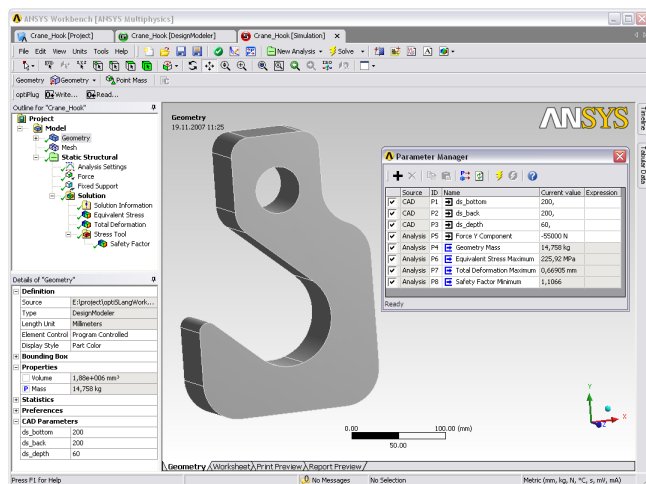 ANSYS Workbench [ANSYS Multiphysics]
Crane_Hook [Project]
Crane_Hook [DesignModeler]
Crane_Hook [Simulation]
File Edit View Units Tools Help
New Analysis
Solve
Geometry
Geometry
Point Mass
optiPlug
Write...
Read...
Outline for "Crane_Hook"
Project
Model
Geometry
Mesh
Static Structural
Analysis Settings
Force
Fixed Support
Solution
Solution Information
Equivalent Stress
Total Deformation
Stress Tool
Safety Factor
Geometry
19.11.2007 11:25
ANSYS
Timeline
Tabular Data
Parameter Manager
Source ID Name Current value Expression
CAD P1 ds_bottom 200,
CAD P2 ds_back 200,
CAD P3 ds_depth 60,
Analysis P5 Force Y Component -55000 N
Analysis P4 Geometry Mass 14,758 kg
Analysis P6 Equivalent Stress Maximum 225,92 MPa
Analysis P7 Total Deformation Maximum 0,66905 mm
Analysis P8 Safety Factor Minimum 1,1066
Ready
Details of "Geometry"
Definition
Source E:\project\optiSLangWork...
Type DesignModeler
Length Unit Millimeters
Element Control Program Controlled
Display Style Part Color
Bounding Box
Properties
Volume 1,88e+006 mm³
P Mass 14,758 kg
Statistics
Preferences
CAD Parameters
ds_bottom 200
ds_back 200
ds_depth 60
0.00 100.00 (mm)
50.00
Y
X
Z
Geometry Worksheet Print Preview Report Preview
Press F1 for Help
No Messages
No Selection
Metric (mm, kg, N, °C, s, mV, mA)